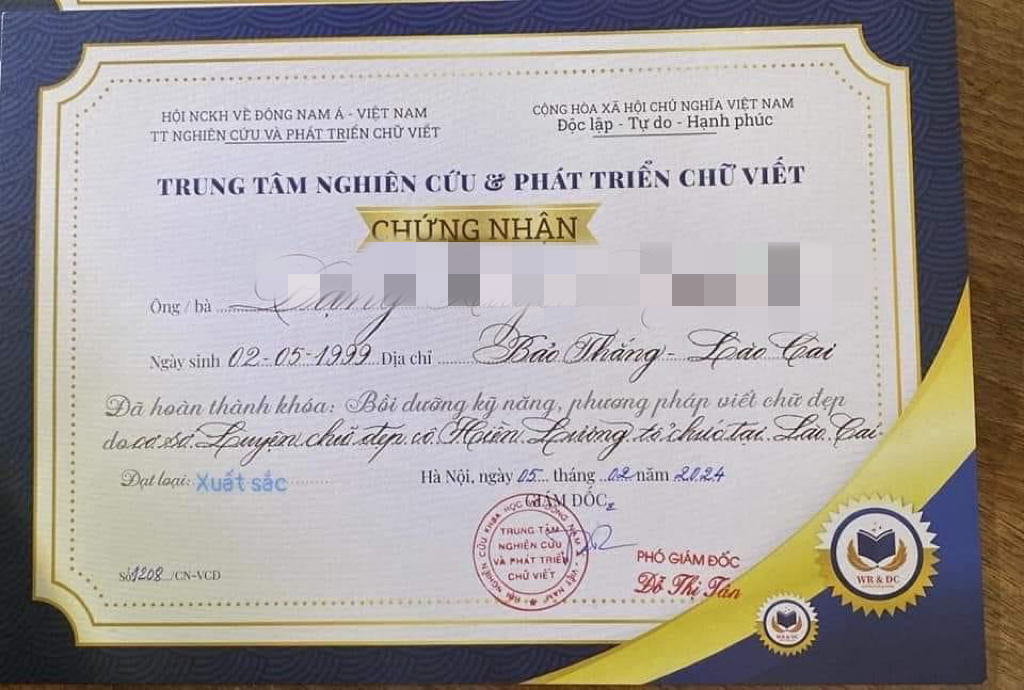 HỘI NCKH VỀ ĐÔNG NAM Á - VIỆT NAM
TT NGHIÊN CỨU VÀ PHÁT TRIỂN CHỮ VIẾT
CỘNG HÒA XÃ HỘI CHỦ NGHĨA VIỆT NAM
Độc lập - Tự do - Hạnh phúc
TRUNG TÂM NGHIÊN CỨU & PHÁT TRIỂN CHỮ VIẾT
CHỨNG NHẬN
Ông / bà
Ngày sinh 02-05-1999 Địa chỉ Bảo Thắng - Lào Cai
Đã hoàn thành khóa: Bồi dưỡng kỹ năng, phương pháp viết chữ đẹp
do cơ sở Luyện chữ đẹp cô Hiền Lương tổ chức tại Lào Cai
Đạt loại: Xuất sắc
Hà Nội, ngày 05 tháng 02 năm 2024
GIÁM ĐỐC
TRUNG TÂM
NGHIÊN CỨU
VÀ PHÁT TRIỂN
CHỮ VIẾT
PHÓ GIÁM ĐỐC
Đỗ Thị Tán
Số 1208 /CN-VCD
WR & DC
WR & DC